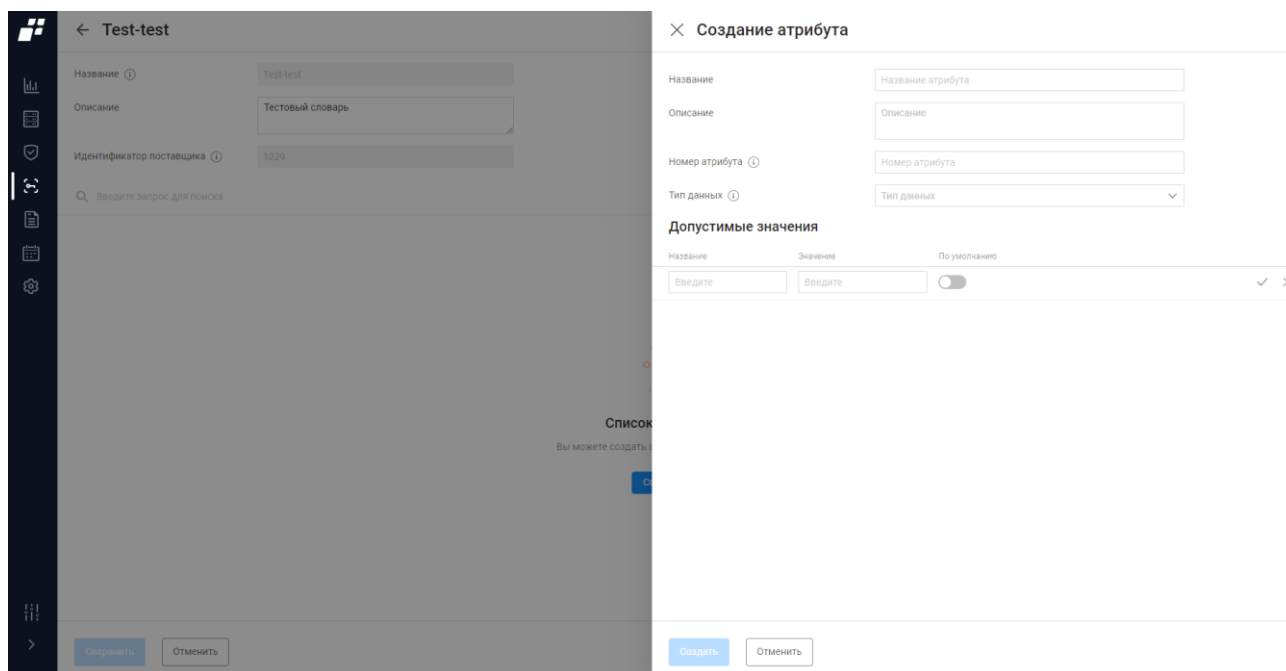 Test-test
Название
Test-test
Описание
Тестовый словарь
Идентификатор поставщика
1029
Введите запрос для поиска
Список
Вы можете создать
Сохранить
Отменить
Создание атрибута
Название
Название атрибута
Описание
Описание
Номер атрибута
Номер атрибута
Тип данных
Тип данных
Допустимые значения
Название Значение По умолчанию
Введите Введите
Создать
Отменить